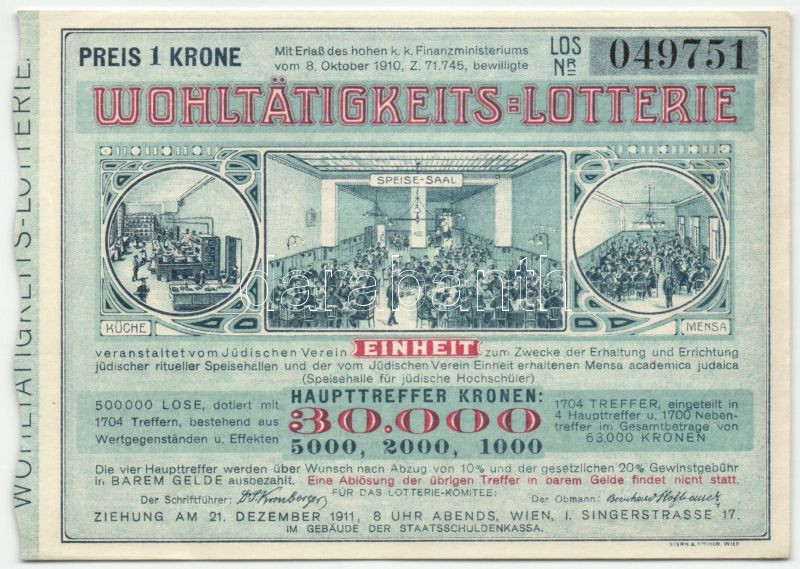 PREIS 1 KRONE
Mit Erlaß des hohen k. k. Finanzministeriums
vom 8. Oktober 1910, Z. 71.745, bewilligte
LOS
NR
049751
WOHLTÄTIGKEITS=LOTTERIE
SPEISE-SAAL
KÜCHE
MENSA
veranstaltet vom Jüdischen Verein EINHEIT zum Zwecke der Erhaltung und Errichtung
jüdischer ritueller Speisehallen und der vom Jüdischen Verein Einheit erhaltenen Mensa academica judaica
(Speisehalle für jüdische Hochschüler)
500000 LOSE, dotiert mit
1704 Treffern, bestehend aus
Wertgegenständen u. Effekten
HAUPTTREFFER KRONEN:
30.000
5000, 2000, 1000
1704 TREFFER, eingeteilt in
4 Haupttreffer u. 1700 Neben-
treffer im Gesamtbetrage von
63.000 KRONEN
Die vier Haupttreffer werden über Wunsch nach Abzug von 10% und der gesetzlichen 20% Gewinstgebühr
in BAREM GELDE ausbezahlt. Eine Ablösung der übrigen Treffer in barem Gelde findet nicht statt.
FÜR DAS LOTTERIE-KOMITEE:
Der Schriftführer:
Der Obmann: Bernhard
ZIEHUNG AM 21. DEZEMBER 1911, 8 UHR ABENDS, WIEN, I. SINGERSTRASSE 17.
IM GEBÄUDE DER STAATSSCHULDENKASSA.
STERN & STEINER, WIEN
WOHLTÄTIGKEITS-LOTTERIE.
darabanth